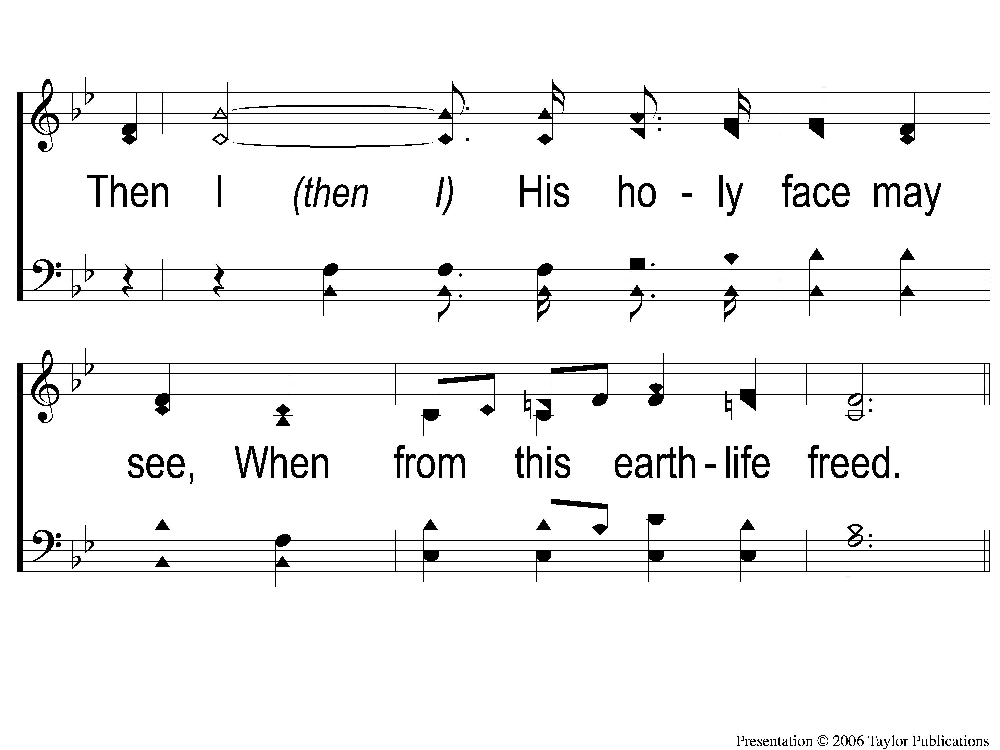 Then I (then I) His ho - ly face may
see, When from this earth - life freed.
Presentation © 2006 Taylor Publications